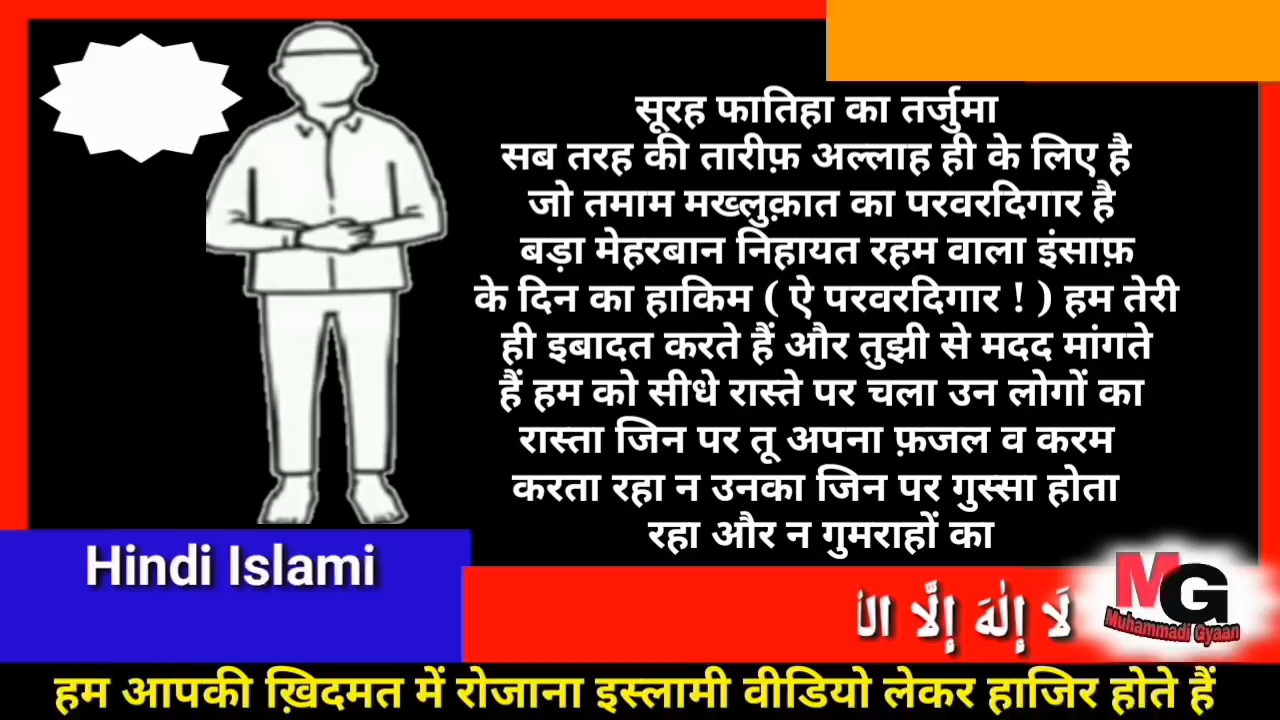 सूरह फातिहा का तर्जुमा
सब तरह की तारीफ़ अल्लाह ही के लिए है
जो तमाम मख्लुक़ात का परवरदिगार है
बड़ा मेहरबान निहायत रहम वाला इंसाफ़
के दिन का हाकिम ( ऐ परवरदिगार ! ) हम तेरी
ही इबादत करते हैं और तुझी से मदद मांगते
हैं हम को सीधे रास्ते पर चला उन लोगों का
रास्ता जिन पर तू अपना फ़जल व करम
करता रहा न उनका जिन पर गुस्सा होता
रहा और न गुमराहों का
Hindi Islami
لَا إِلٰهَ إِلَّا
MG
Muhammadi Gyaan
हम आपकी ख़िदमत में रोजाना इस्लामी वीडियो लेकर हाजिर होते हैं